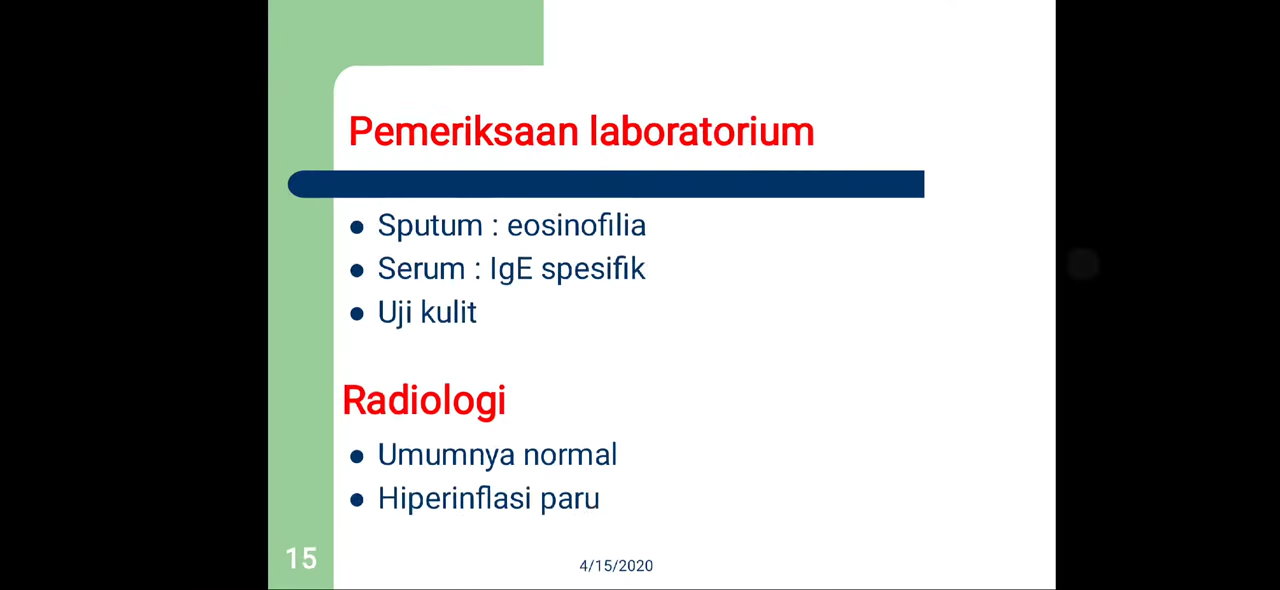 Pemeriksaan laboratorium
● Sputum : eosinofilia
● Serum : IgE spesifik
● Uji kulit
Radiologi
● Umumnya normal
● Hiperinflasi paru
15
4/15/2020